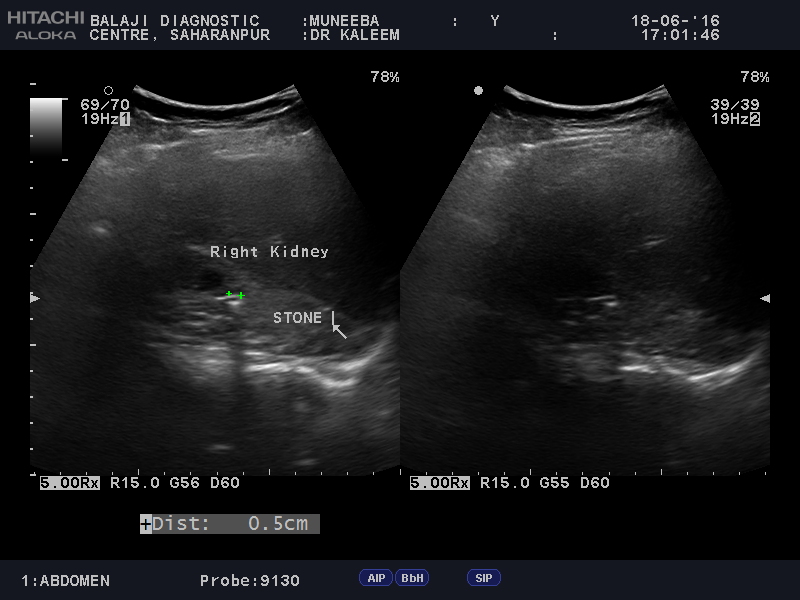 HITACHI BALAJI DIAGNOSTIC :MUNEEBA : Y 18-06-'16
ALOKA CENTRE, SAHARANPUR :DR KALEEM : 17:01:46
78% 78%
69/70 39/39
19Hz1 19Hz2
Right Kidney
STONE
5.00Rx R15.0 G56 D60 5.00Rx R15.0 G55 D60
+Dist: 0.5cm
1:ABDOMEN Probe:9130 AIP BbH SIP